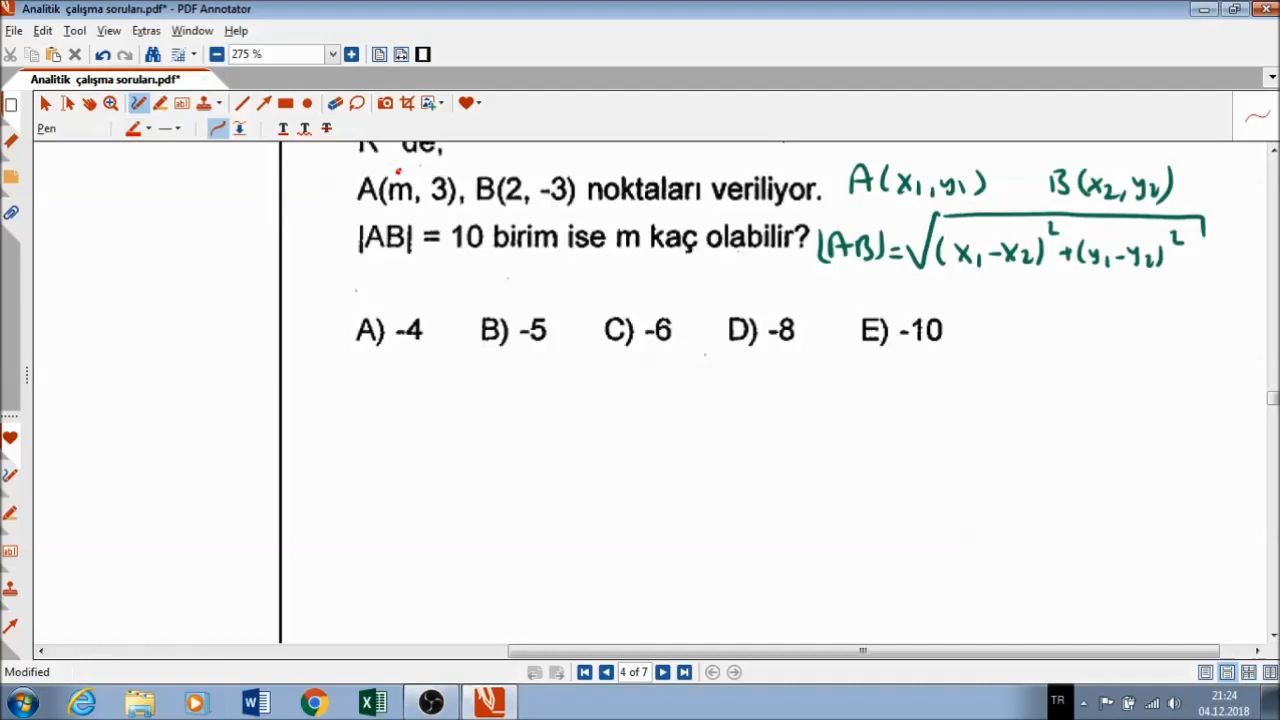 Analitik çalışma soruları.pdf* - PDF Annotator
File Edit Tool View Extras Window Help
275 %
Analitik çalışma soruları.pdf*
Pen
de,
A(m, 3), B(2, -3) noktaları veriliyor. A(x₁,y₁) B(x₂,y₂)
|AB| = 10 birim ise m kaç olabilir? |AB|=√(x₁-x₂)²+(y₁-y₂)²
A) -4 B) -5 C) -6 D) -8 E) -10
Modified 4 of 7
TR 21:24
04.12.2018